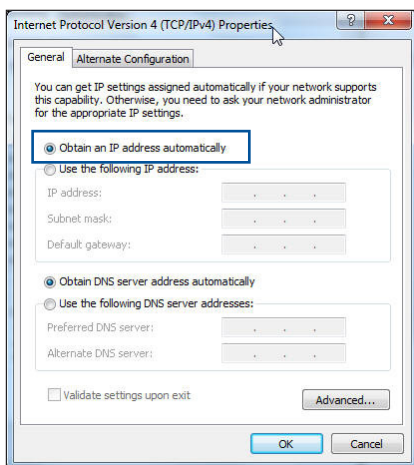 Internet Protocol Version 4 (TCP/IPv4) Properties
General
Alternate Configuration
You can get IP settings assigned automatically if your network supports
this capability. Otherwise, you need to ask your network administrator
for the appropriate IP settings.
Obtain an IP address automatically
Use the following IP address:
IP address:
Subnet mask:
Default gateway:
Obtain DNS server address automatically
Use the following DNS server addresses:
Preferred DNS server:
Alternate DNS server:
Validate settings upon exit
Advanced...
OK
Cancel